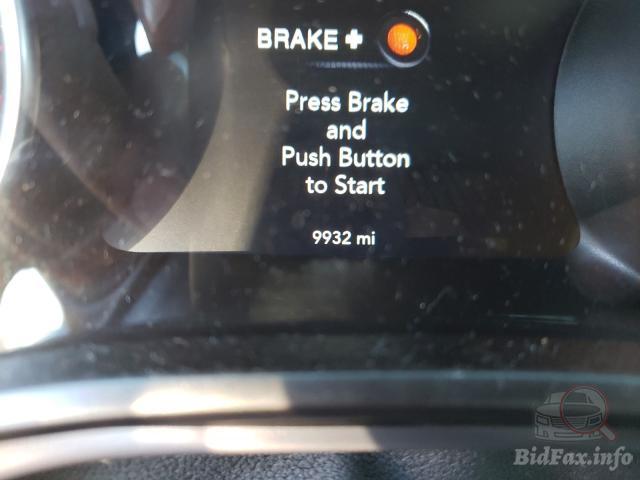 BRAKE +
Press Brake
and
Push Button
to Start
9932 mi
BidFax.info